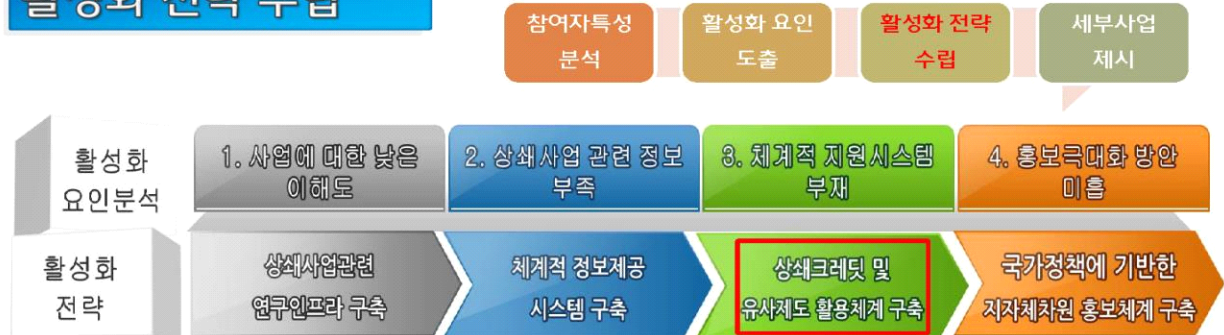 활성화 전략 수립
참여자특성
분석
활성화 요인
도출
활성화 전략
수립
세부사업
제시
활성화
요인분석
1. 사업에 대한 낮은
이해도
2. 상쇄사업 관련 정보
부족
3. 체계적 지원시스템
부재
4. 홍보극대화 방안
미흡
활성화
전략
상쇄사업관련
연구인프라 구축
체계적 정보제공
시스템 구축
상쇄크레딧 및
유사제도 활용체계 구축
국가정책에 기반한
지자체차원 홍보체계 구축